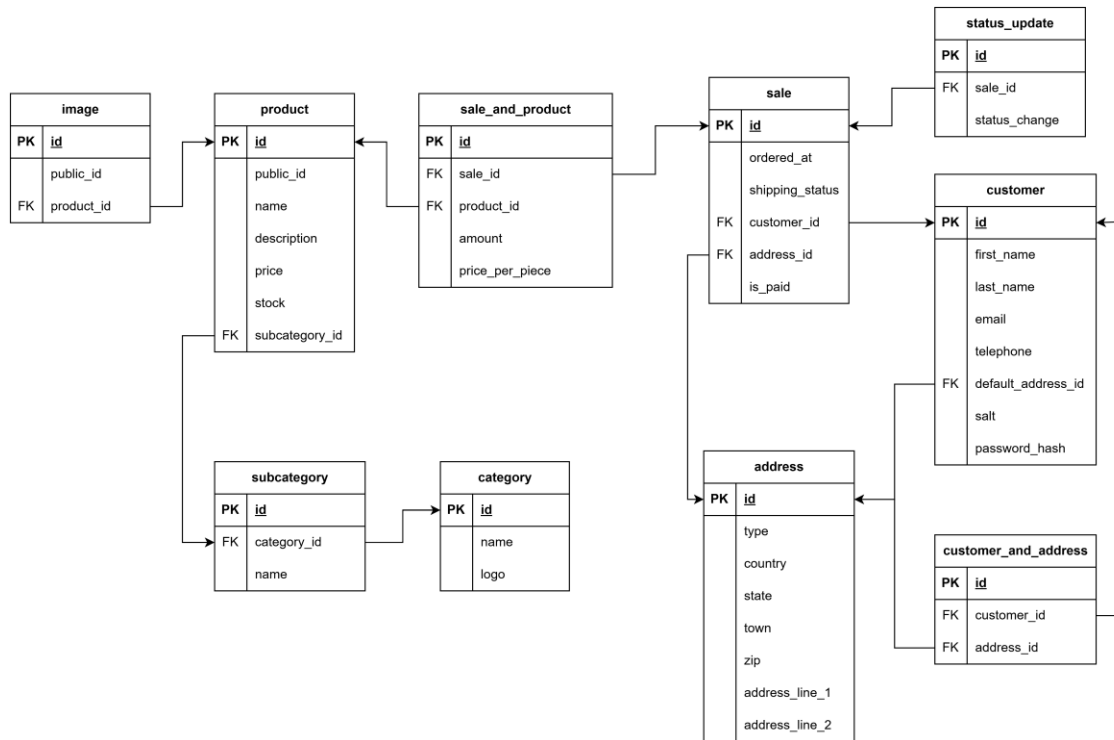 image
PK id
public_id
FK product_id
product
PK id
public_id
name
description
price
stock
FK subcategory_id
sale_and_product
PK id
FK sale_id
FK product_id
amount
price_per_piece
sale
PK id
ordered_at
shipping_status
FK customer_id
FK address_id
is_paid
status_update
PK id
FK sale_id
status_change
customer
PK id
first_name
last_name
email
telephone
FK default_address_id
salt
password_hash
subcategory
PK id
FK category_id
name
category
PK id
name
logo
address
PK id
type
country
state
town
zip
address_line_1
address_line_2
customer_and_address
PK id
FK customer_id
FK address_id